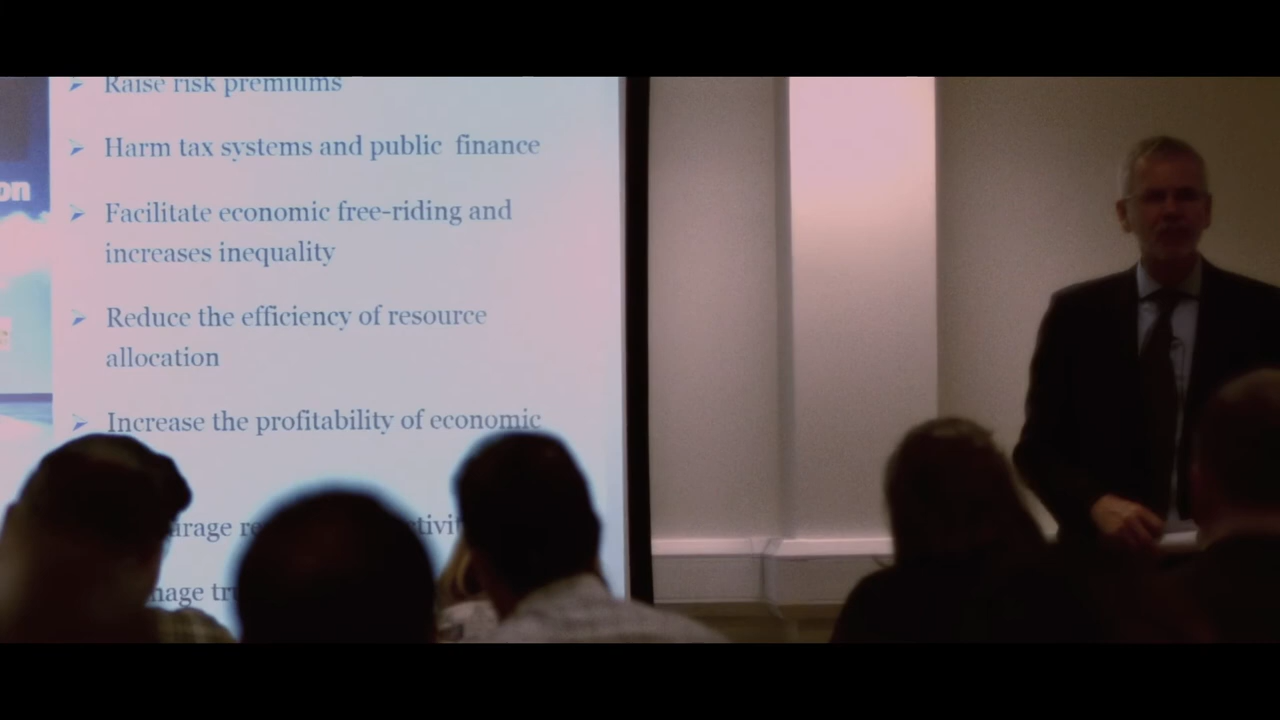 Raise risk premiums
on
Harm tax systems and public finance
Facilitate economic free-riding and
increases inequality
Reduce the efficiency of resource
allocation
Increase the profitability of economic